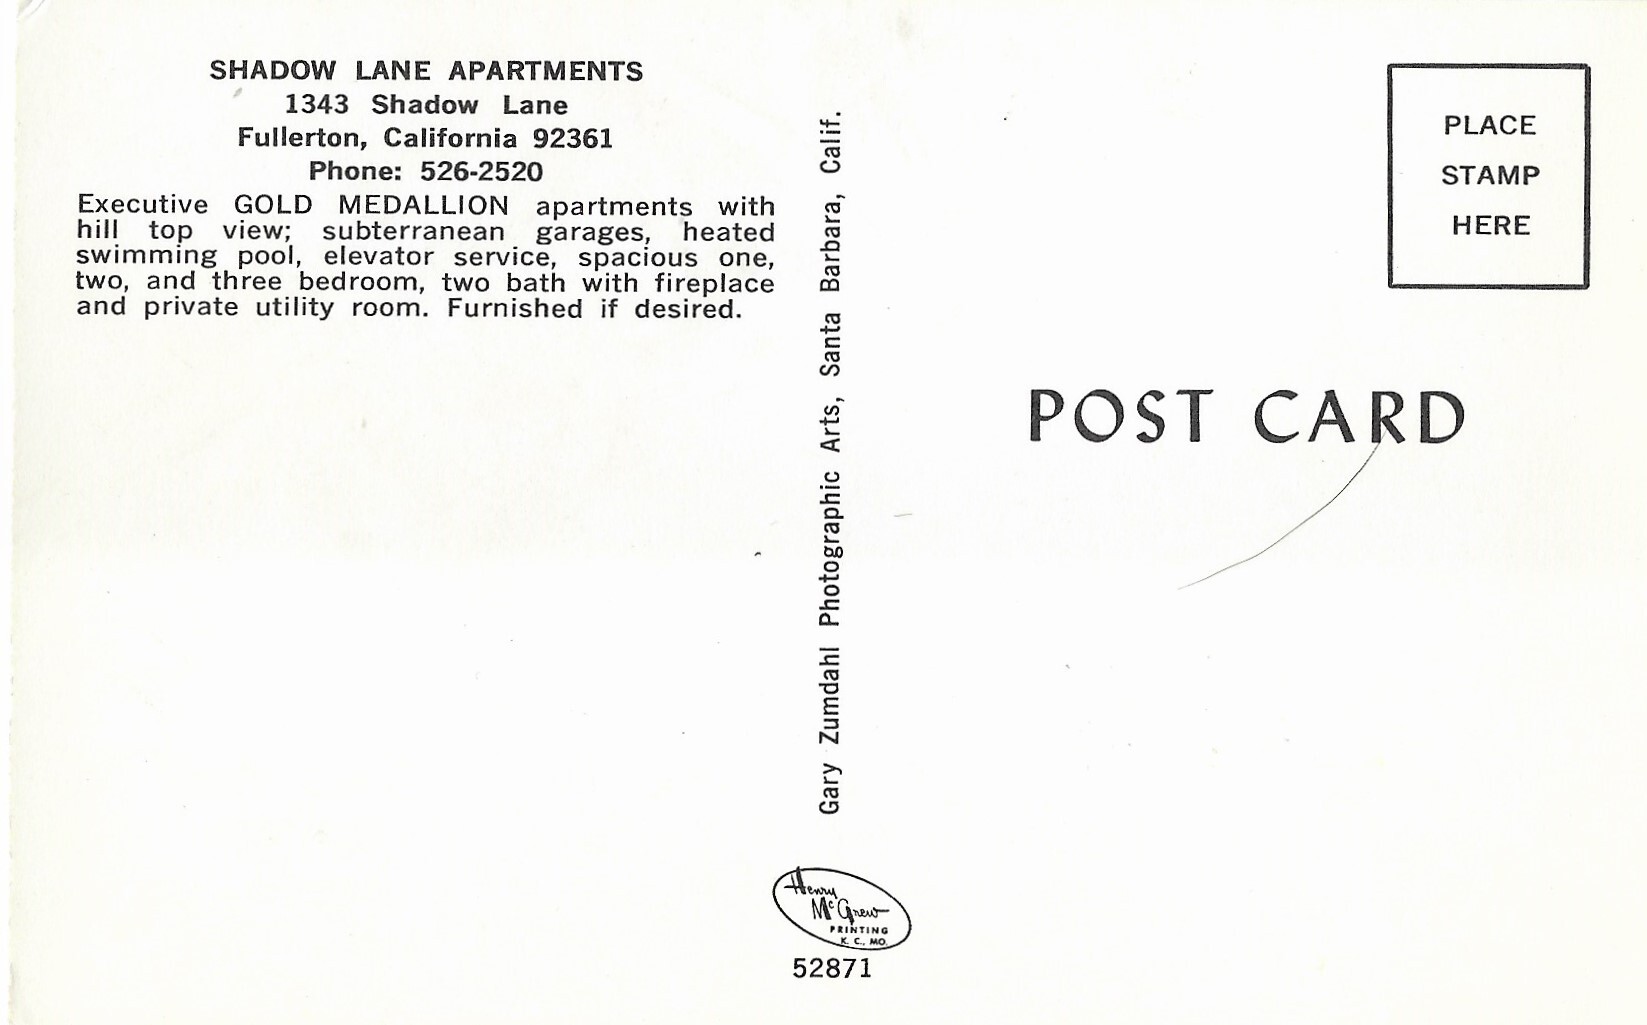 SHADOW LANE APARTMENTS
1343 Shadow Lane
Fullerton, California 92361
Phone: 526-2520
Executive GOLD MEDALLION apartments with
hill top view; subterranean garages, heated
swimming pool, elevator service, spacious one,
two, and three bedroom, two bath with fireplace
and private utility room. Furnished if desired.
Gary Zumdahl Photographic Arts, Santa Barbara, Calif.
Henry
McGrew
PRINTING
K. C., MO.
52871
PLACE
STAMP
HERE
POST CARD